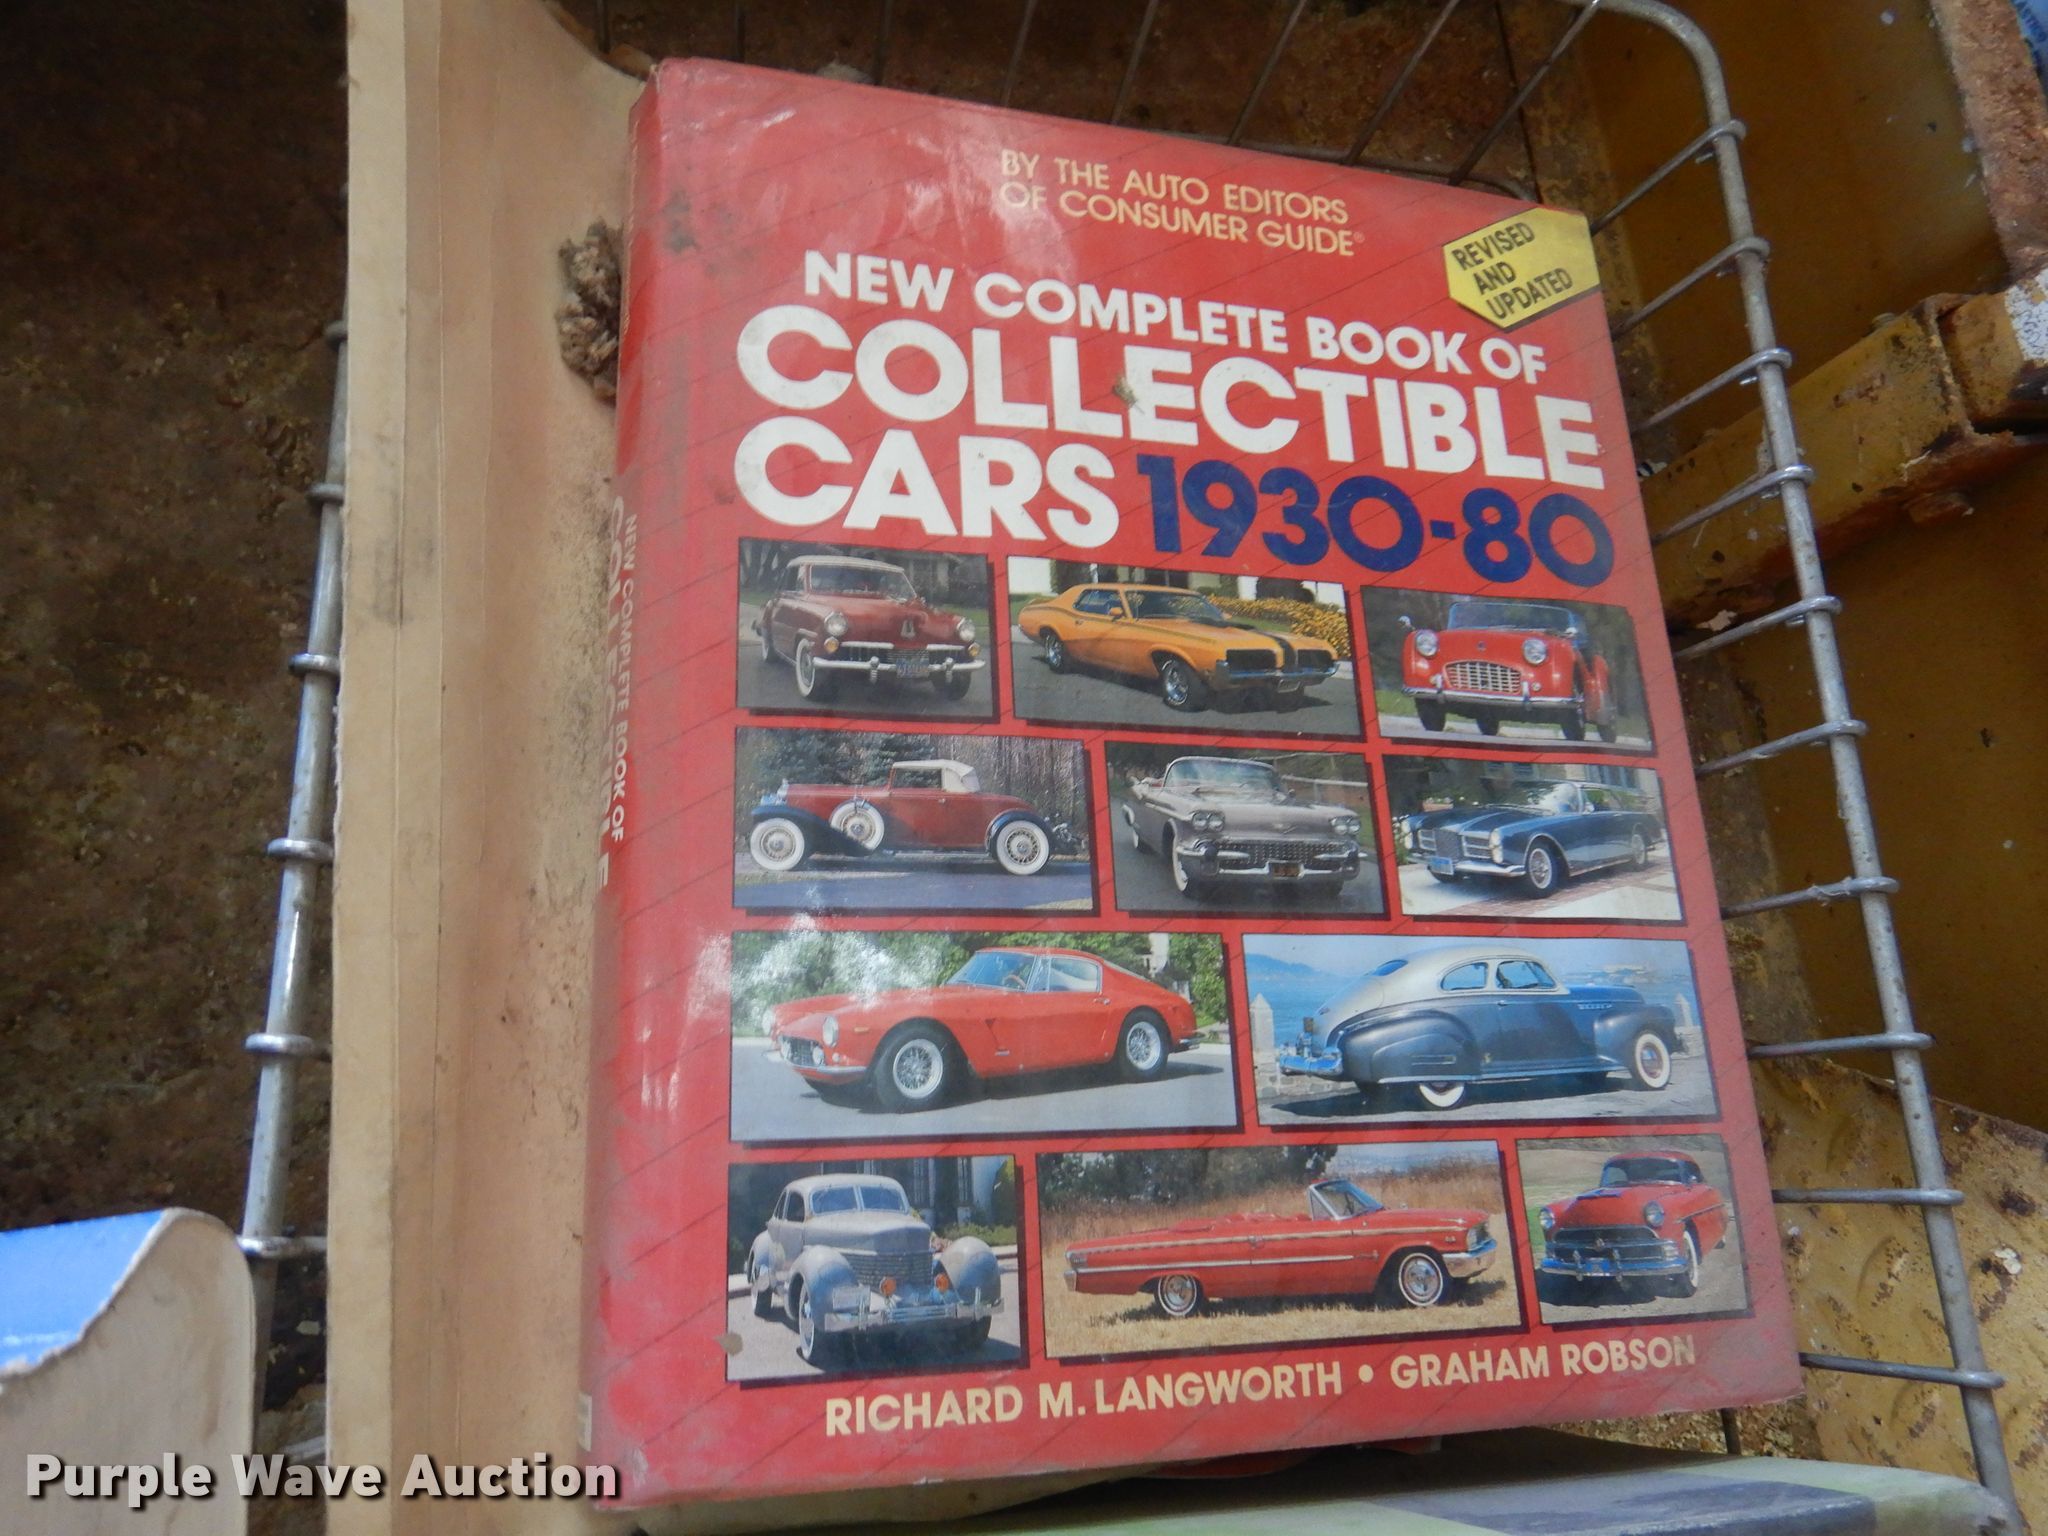 BY THE AUTO EDITORS
OF CONSUMER GUIDE®
REVISED
AND
UPDATED
NEW COMPLETE BOOK OF
COLLECTIBLE
CARS 1930-80
RICHARD M. LANGWORTH • GRAHAM ROBSON
NEW COMPLETE BOOK OF
COLLECTIBLE
Purple Wave Auction